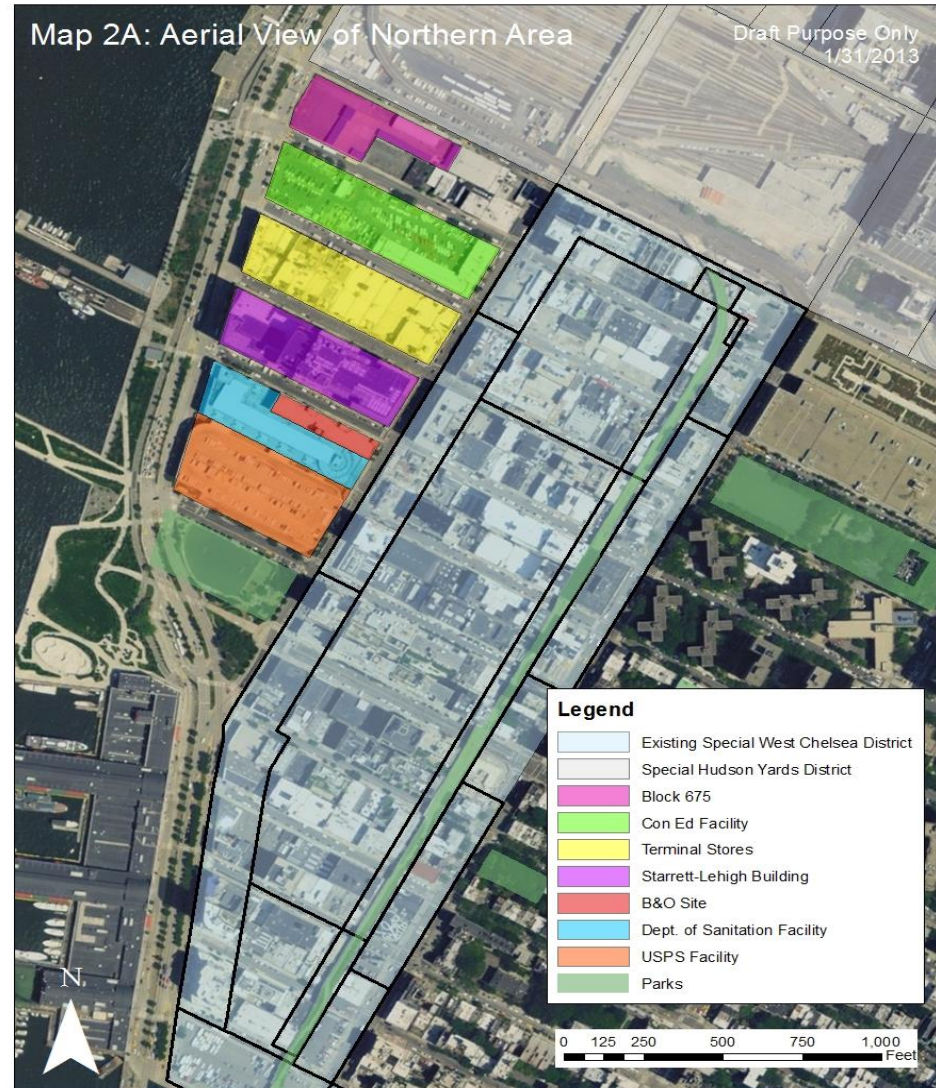 Map 2A: Aerial View of Northern Area
Draft Purpose Only
1/31/2013
Legend
Existing Special West Chelsea District
Special Hudson Yards District
Block 675
Con Ed Facility
Terminal Stores
Starrett-Lehigh Building
B&O Site
Dept. of Sanitation Facility
USPS Facility
Parks
N
0 125 250 500 750 1,000
Feet